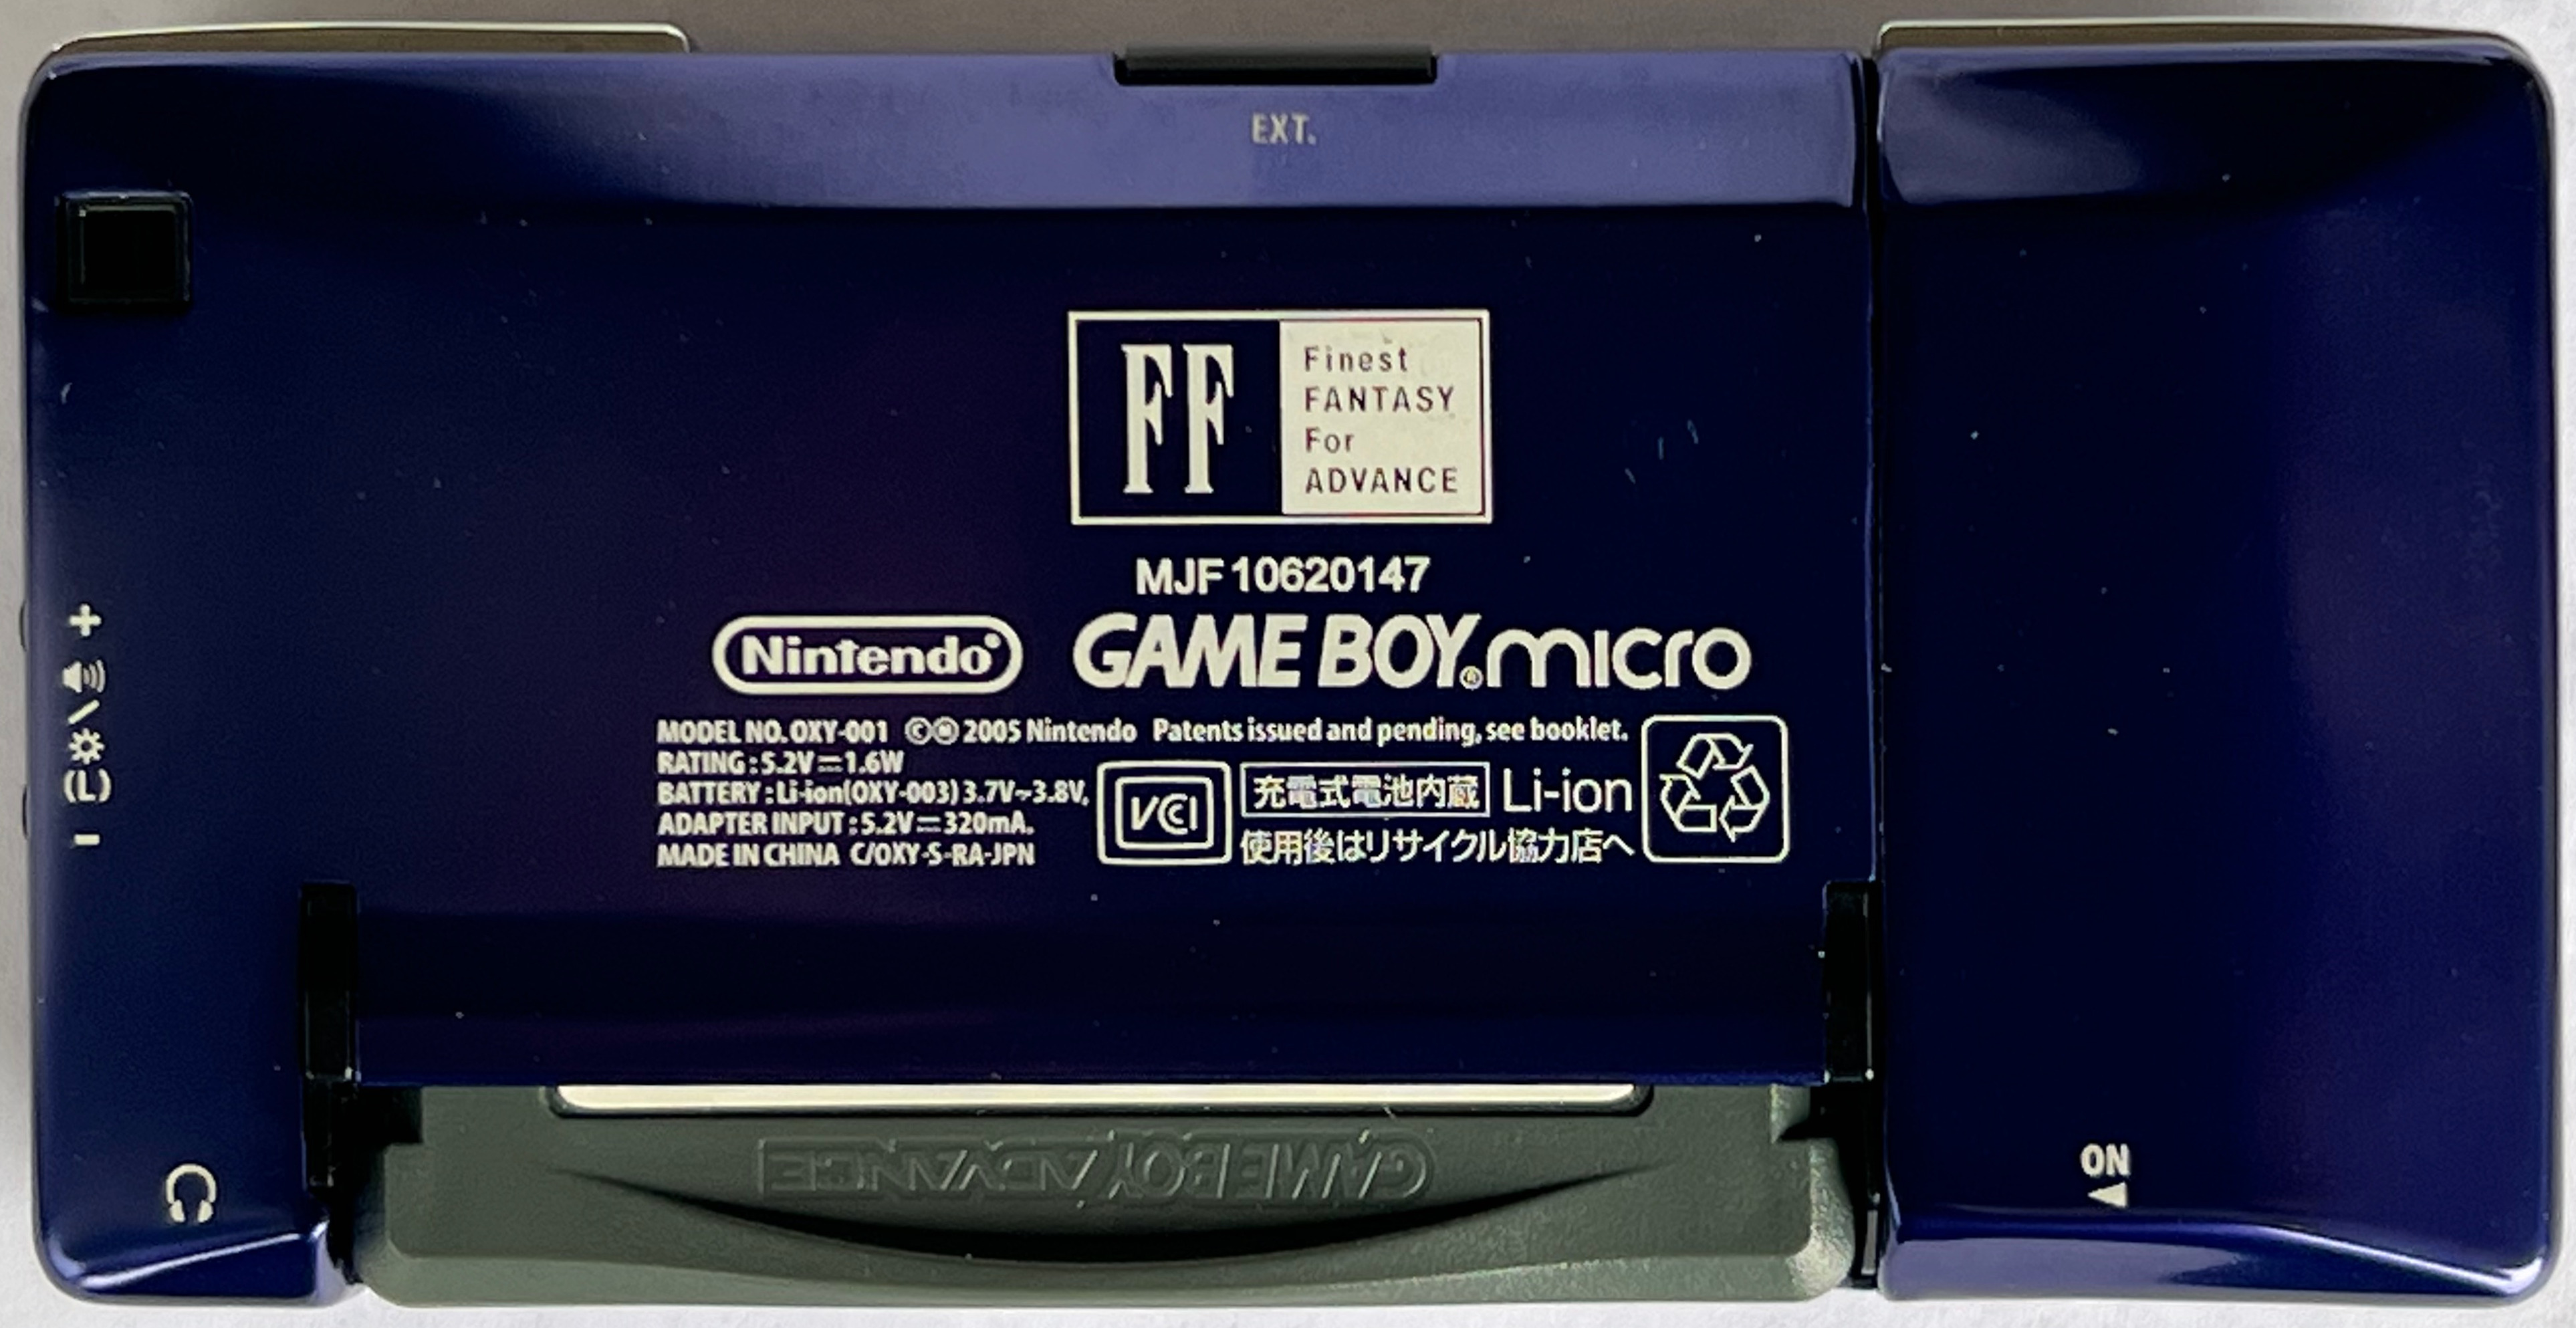 EXT.
FF
Finest
FANTASY
For
ADVANCE
MJF10620147
Nintendo® GAME BOY® micro
MODEL NO. OXY-001 ©Ⓜ 2005 Nintendo Patents issued and pending, see booklet.
RATING : 5.2V⎓1.6W
BATTERY : Li-ion(OXY-003) 3.7V~3.8V,
ADAPTER INPUT : 5.2V⎓320mA.
MADE IN CHINA C/OXY-S-RA-JPN
VCI
充電式電池内蔵 Li-ion
使用後はリサイクル協力店へ
+
(L)
−
GAME BOY ADVANCE
ON